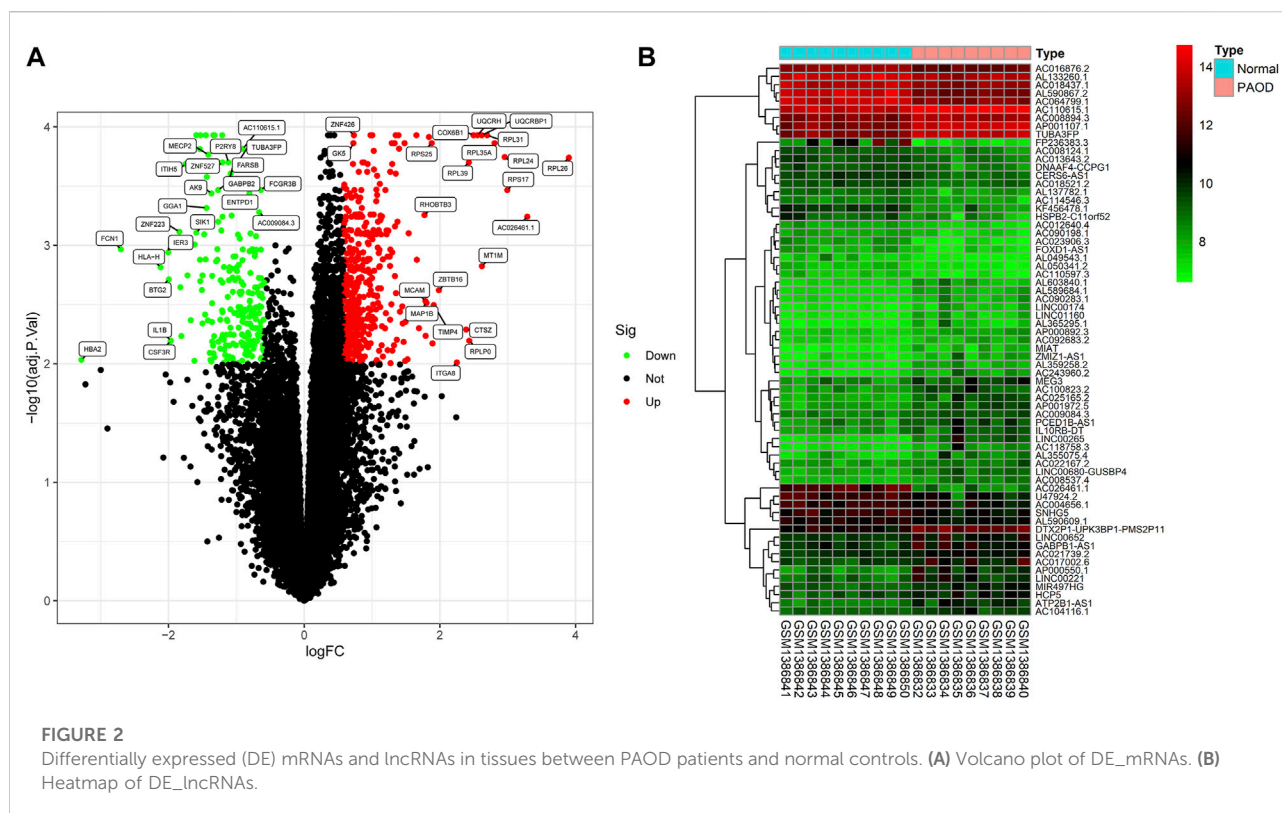 A
B
AC110615.1
ZNF426
UQCRH
UQCRBP1
MECP2
P2RY8
TUBA3FP
COX6B1
RPL31
GK5
RPS25
RPL35A
RPL24
ITIH5
ZNF527
FARSB
RPL39
RPL26
AK9
GABPB2
FCGR3B
RPS17
GGA1
ENTPD1
RHOBTB3
ZNF223
SIK1
AC009084.3
AC026461.1
FCN1
IER3
HLA-H
MT1M
BTG2
ZBTB16
MCAM
MAP1B
IL1B
TIMP4
CTSZ
HBA2
CSF3R
RPLP0
ITGA8
4
3
2
1
0
−log10(adj.P.Val)
−2
0
2
4
logFC
Sig
Down
Not
Up
Type
AC016876.2
AL133260.1
AC018437.1
AL590867.2
AC064799.1
AC110615.1
AC008894.3
AP001107.1
TUBA3FP
FP236383.3
AC008124.1
AC013643.2
DNAAF4-CCPG1
CERS6-AS1
AC018521.2
AL137782.1
AC114546.3
KF456478.1
HSPB2-C11orf52
AC012640.4
AC090198.1
AC023906.3
FOXD1-AS1
AL049543.1
AL050341.2
AC110597.3
AL603840.1
AL589684.1
AC090283.1
LINC00174
LINC01160
AL365295.1
AP000892.3
AC092683.2
MIAT
ZMIZ1-AS1
AL359258.2
AC243960.2
MEG3
AC100823.2
AC025165.2
AP001972.5
AC009084.3
PCED1B-AS1
IL10RB-DT
LINC00265
AC118758.3
AL355075.4
AC022167.2
LINC00680-GUSBP4
AC008537.4
AC026461.1
U47924.2
AC004656.1
SNHG5
AL590609.1
DTX2P1-UPK3BP1-PMS2P11
LINC00652
GABPB1-AS1
AC021739.2
AC017002.6
AP000550.1
LINC00221
MIR497HG
HCP5
ATP2B1-AS1
AC104116.1
GSM1386841
GSM1386842
GSM1386843
GSM1386844
GSM1386845
GSM1386846
GSM1386847
GSM1386848
GSM1386849
GSM1386850
GSM1386832
GSM1386833
GSM1386834
GSM1386835
GSM1386836
GSM1386837
GSM1386838
GSM1386839
GSM1386840
14
12
10
8
Type
Normal
PAOD
FIGURE 2
Differentially expressed (DE) mRNAs and lncRNAs in tissues between PAOD patients and normal controls. (A) Volcano plot of DE_mRNAs. (B)
Heatmap of DE_lncRNAs.